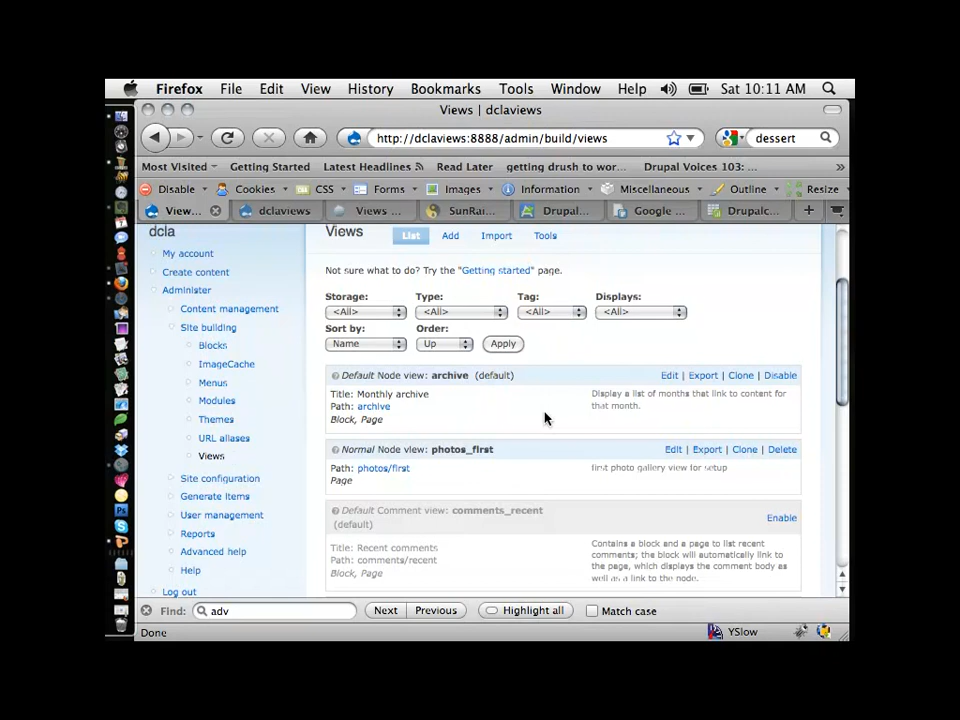 Firefox File Edit View History Bookmarks Tools Window Help Sat 10:11 AM
Views | dclaviews
http://dclaviews:8888/admin/build/views dessert
Most Visited Getting Started Latest Headlines Read Later getting drush to wor... Drupal Voices 103: ... »
Disable Cookies CSS Forms Images Information Miscellaneous Outline Resize
View... dclaviews Views ... SunRai... Drupal... Google ... Drupalc...
dcla
My account
Create content
Administer
Content management
Site building
Blocks
ImageCache
Menus
Modules
Themes
URL aliases
Views
Site configuration
Generate items
User management
Reports
Advanced help
Help
Log out
Views List Add Import Tools
Not sure what to do? Try the "Getting started" page.
Storage: Type: Tag: Displays:
<All> <All> <All> <All>
Sort by: Order:
Name Up Apply
Default Node view: archive (default) Edit | Export | Clone | Disable
Title: Monthly archive
Path: archive
Block, Page
Display a list of months that link to content for
that month.
Normal Node view: photos_first Edit | Export | Clone | Delete
Path: photos/first
Page
first photo gallery view for setup
Default Comment view: comments_recent
(default)
Enable
Title: Recent comments
Path: comments/recent
Block, Page
Contains a block and a page to list recent
comments; the block will automatically link to
the page, which displays the comment body as
well as a link to the node.
Find: adv Next Previous Highlight all Match case
Done YSlow